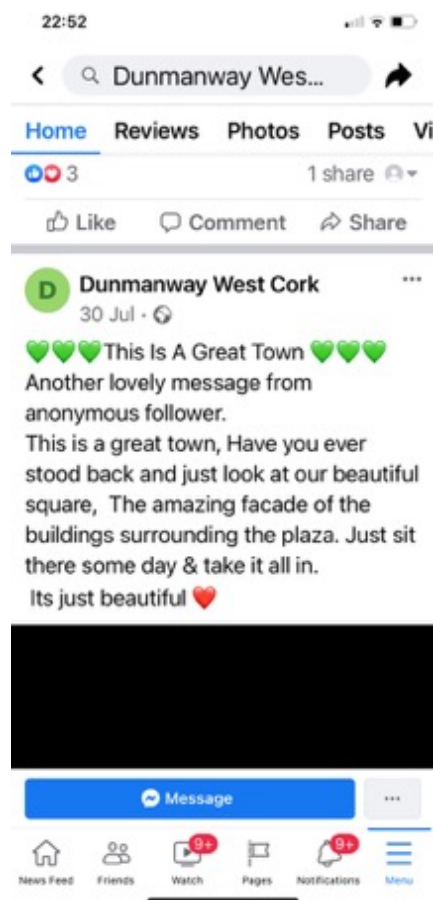 22:52
Dunmanway Wes...
Home Reviews Photos Posts Vi
3 1 share
Like Comment Share
D Dunmanway West Cork
30 Jul ·
💚💚💚This Is A Great Town 💚💚💚
Another lovely message from
anonymous follower.
This is a great town, Have you ever
stood back and just look at our beautiful
square, The amazing facade of the
buildings surrounding the plaza. Just sit
there some day & take it all in.
Its just beautiful ❤️
Message
9+ 9+
News Feed Friends Watch Pages Notifications Menu